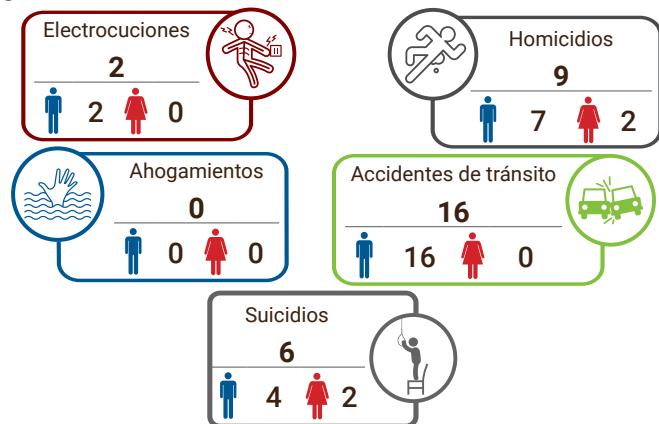 Electrocuciones
2
2 0
Homicidios
9
7 2
Ahogamientos
0
0 0
Accidentes de tránsito
16
16 0
Suicidios
6
4 2